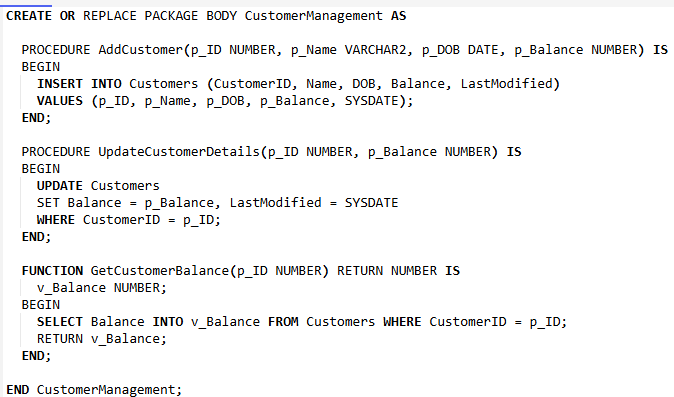 CREATE OR REPLACE PACKAGE BODY CustomerManagement AS
PROCEDURE AddCustomer(p_ID NUMBER, p_Name VARCHAR2, p_DOB DATE, p_Balance NUMBER) IS
BEGIN
INSERT INTO Customers (CustomerID, Name, DOB, Balance, LastModified)
VALUES (p_ID, p_Name, p_DOB, p_Balance, SYSDATE);
END;
PROCEDURE UpdateCustomerDetails(p_ID NUMBER, p_Balance NUMBER) IS
BEGIN
UPDATE Customers
SET Balance = p_Balance, LastModified = SYSDATE
WHERE CustomerID = p_ID;
END;
FUNCTION GetCustomerBalance(p_ID NUMBER) RETURN NUMBER IS
v_Balance NUMBER;
BEGIN
SELECT Balance INTO v_Balance FROM Customers WHERE CustomerID = p_ID;
RETURN v_Balance;
END;
END CustomerManagement;